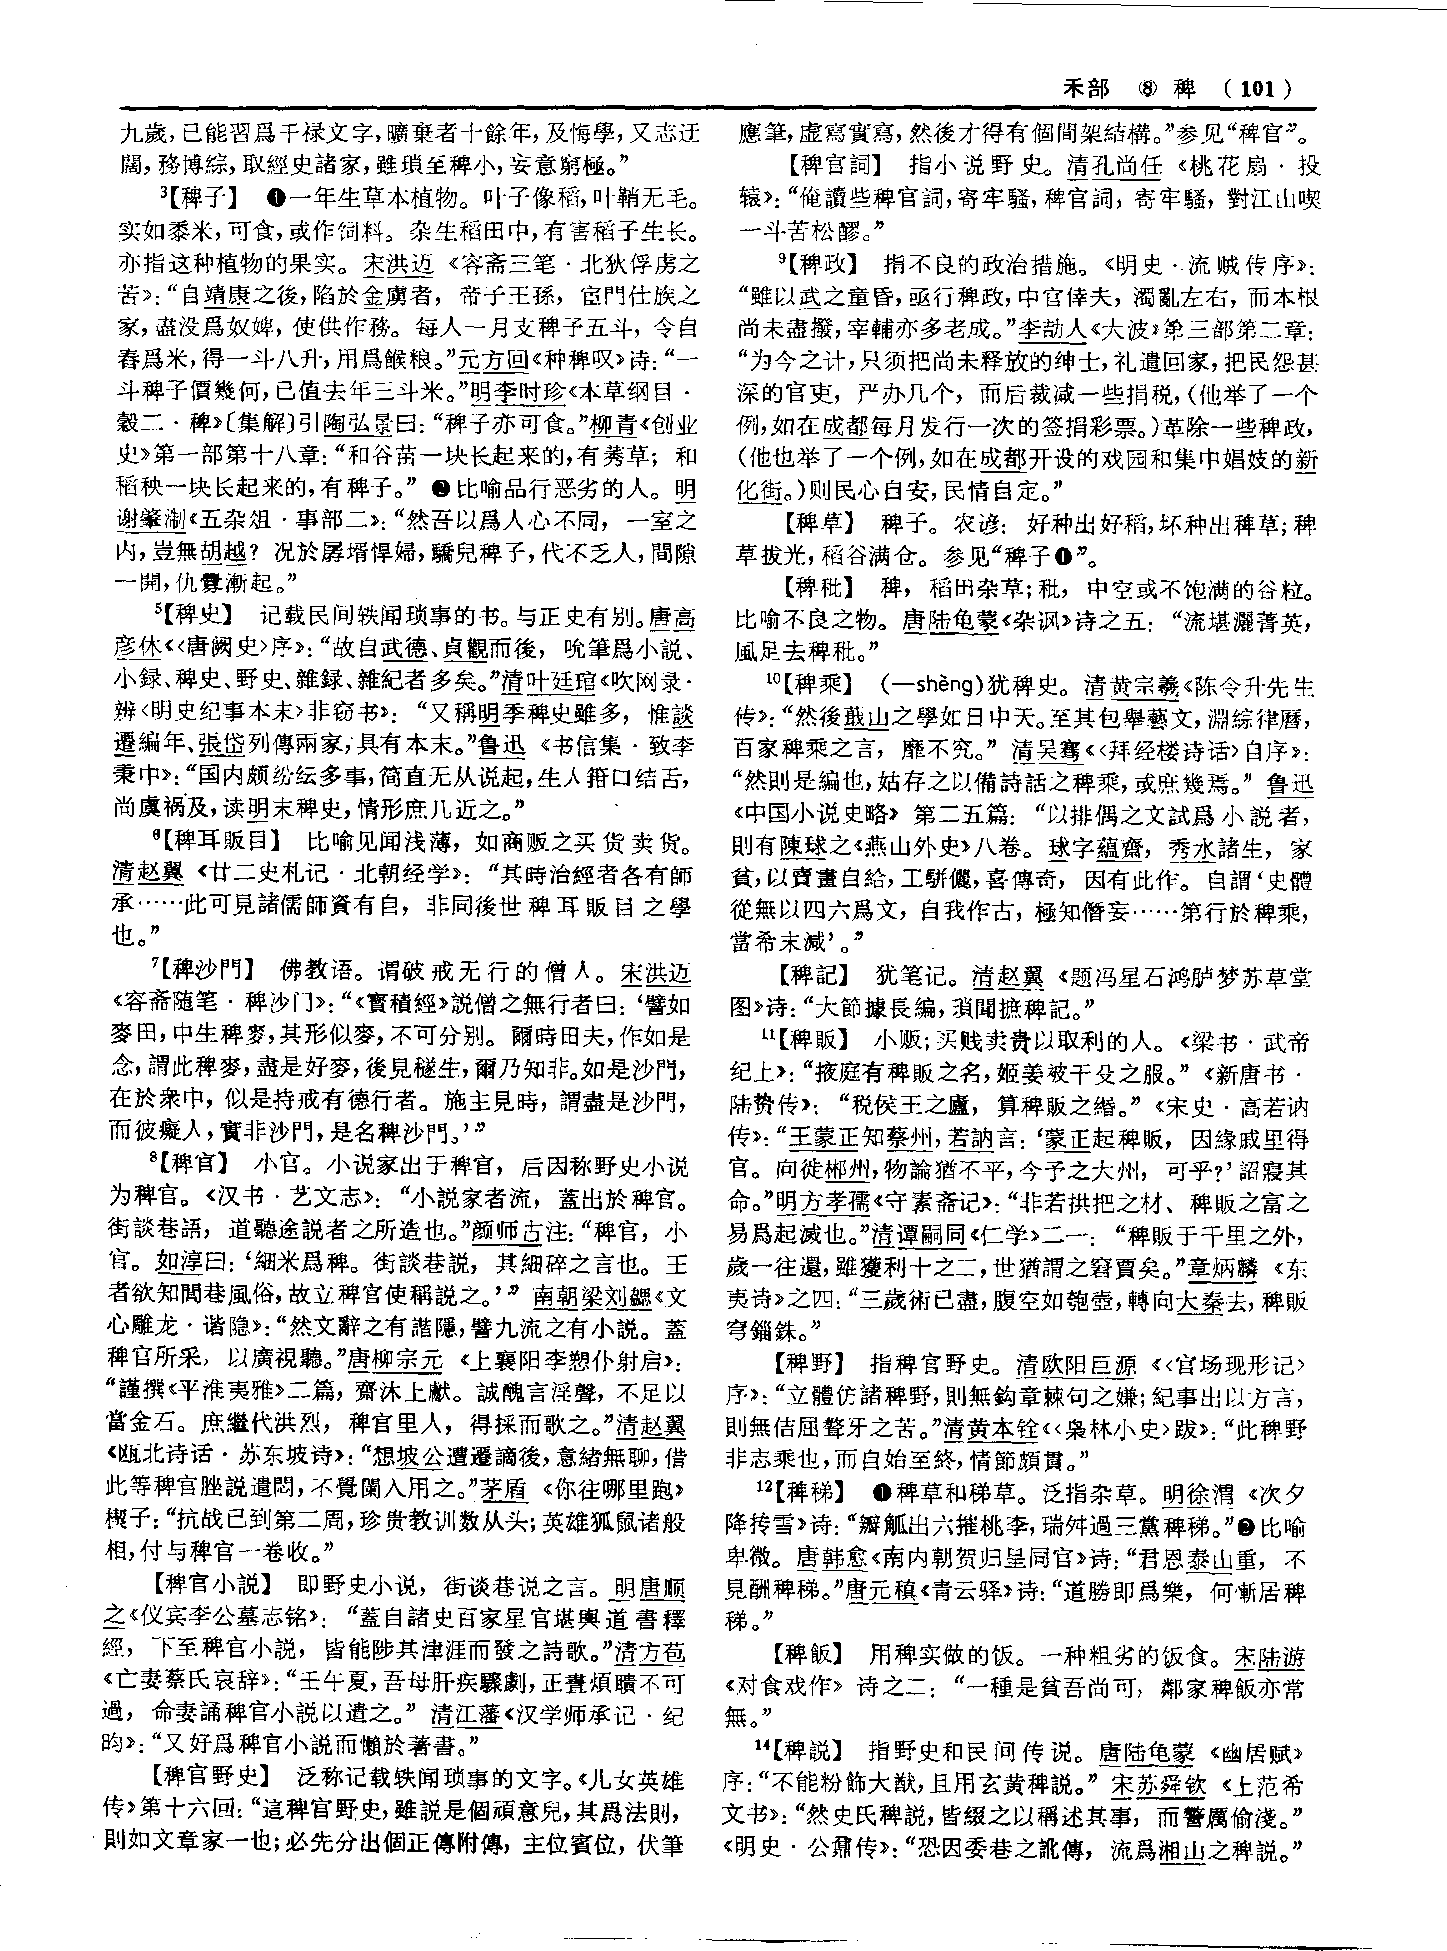 禾部 ⑧ 稗 （101）
九歲，已能習爲干禄文字，曠棄者十餘年，及悔學，又志迂
闊，務博綜，取經史諸家，雖瑣至稗小，妄意窮極。”
³【稗子】 ❶一年生草本植物。叶子像稻，叶鞘无毛。
实如黍米，可食，或作饲料。杂生稻田中，有害稻子生长。
亦指这种植物的果实。宋洪迈《容斋三笔·北狄俘虏之
苦》：“自靖康之後，陷於金虜者，帝子王孫，宦門仕族之
家，盡没爲奴婢，使供作務。每人一月支稗子五斗，令自
舂爲米，得一斗八升，用爲餱粮。”元方回《种稗叹》诗：“一
斗稗子價幾何，已值去年三斗米。”明李时珍《本草纲目·
穀二·稗》〔集解〕引陶弘景曰：“稗子亦可食。”柳青《创业
史》第一部第十八章：“和谷苗一块长起来的，有莠草；和
稻秧一块长起来的，有稗子。”❷比喻品行恶劣的人。明
谢肇淛《五杂俎·事部二》：“然吾以爲人心不同，一室之
内，豈無胡越？况於孱壻悍婦，驕兒稗子，代不乏人，間隙
一開，仇釁漸起。”
⁵【稗史】 记载民间轶闻琐事的书。与正史有别。唐高
彦休《〈唐阙史〉序》：“故自武德、貞觀而後，吮筆爲小説、
小録、稗史、野史、雜録、雜紀者多矣。”清叶廷琯《吹网录·
辨〈明史纪事本末〉非窃书》：“又稱明季稗史雖多，惟談
遷編年、張岱列傳兩家，具有本末。”鲁迅《书信集·致李
秉中》：“国内颇纷纭多事，简直无从说起，生人箝口结舌，
尚虞祸及，读明末稗史，情形庶几近之。”
⁶【稗耳販目】 比喻见闻浅薄，如商贩之买货卖货。
清赵翼《廿二史札记·北朝经学》：“其時治經者各有師
承……此可見諸儒師資有自，非同後世稗耳販目之學
也。”
⁷【稗沙門】 佛教语。谓破戒无行的僧人。宋洪迈
《容斋随笔·稗沙门》：“《寶積經》説僧之無行者曰：‘譬如
麥田，中生稗麥，其形似麥，不可分别。爾時田夫，作如是
念，謂此稗麥，盡是好麥，後見穟生，爾乃知非。如是沙門，
在於衆中，似是持戒有德行者。施主見時，謂盡是沙門，
而彼癡人，實非沙門，是名稗沙門。’”
⁸【稗官】 小官。小说家出于稗官，后因称野史小说
为稗官。《汉书·艺文志》：“小説家者流，蓋出於稗官。
街談巷語，道聽途説者之所造也。”颜师古注：“稗官，小
官。如淳曰：‘細米爲稗。街談巷説，其細碎之言也。王
者欲知閭巷風俗，故立稗官使稱説之。’”南朝梁刘勰《文
心雕龙·谐隐》：“然文辭之有諧隱，譬九流之有小説。蓋
稗官所采，以廣視聽。”唐柳宗元《上襄阳李愬仆射启》：
“謹撰《平淮夷雅》二篇，齋沐上獻。誠醜言淫聲，不足以
當金石。庶繼代洪烈，稗官里人，得採而歌之。”清赵翼
《瓯北诗话·苏东坡诗》：“想坡公遭遷謫後，意緒無聊，借
此等稗官脞説遣悶，不覺闌入用之。”茅盾《你往哪里跑》
楔子：“抗战已到第二周，珍贵教训数从头；英雄狐鼠诸般
相，付与稗官一卷收。”
【稗官小説】 即野史小说，街谈巷说之言。明唐顺
之《仪宾李公墓志铭》：“蓋自諸史百家星官堪輿道書釋
經，下至稗官小説，皆能陟其津涯而發之詩歌。”清方苞
《亡妻蔡氏哀辞》：“壬午夏，吾母肝疾驟劇，正晝煩瞶不可
過，命妻誦稗官小説以遣之。”清江藩《汉学师承记·纪
昀》：“又好爲稗官小説而懶於著書。”
【稗官野史】 泛称记载轶闻琐事的文字。《儿女英雄
传》第十六回：“這稗官野史，雖説是個頑意兒，其爲法則，
則如文章家一也；必先分出個正傳附傳，主位賓位，伏筆
應筆，虚寫實寫，然後才得有個間架結構。”参见“稗官”。
【稗官詞】 指小说野史。清孔尚任《桃花扇·投
辕》：“俺讀些稗官詞，寄牢騷，稗官詞，寄牢騷，對江山喫
一斗苦松醪。”
⁹【稗政】 指不良的政治措施。《明史·流贼传序》：
“雖以武之童昏，亟行稗政，中官倖夫，濁亂左右，而本根
尚未盡撥，宰輔亦多老成。”李劼人《大波》第三部第二章：
“为今之计，只须把尚未释放的绅士，礼遣回家，把民怨甚
深的官吏，严办几个，而后裁减一些捐税，（他举了一个
例，如在成都每月发行一次的签捐彩票。）革除一些稗政，
（他也举了一个例，如在成都开设的戏园和集中娼妓的新
化街。）则民心自安，民情自定。”
【稗草】 稗子。农谚：好种出好稻，坏种出稗草；稗
草拔光，稻谷满仓。参见“稗子❶”。
【稗秕】 稗，稻田杂草；秕，中空或不饱满的谷粒。
比喻不良之物。唐陆龟蒙《杂讽》诗之五：“流堪灑菁英，
風足去稗秕。”
¹⁰【稗乘】 （—shèng）犹稗史。清黄宗羲《陈令升先生
传》：“然後蕺山之學如日中天。至其包舉藝文，淵綜律曆，
百家稗乘之言，靡不究。”清吴骞《〈拜经楼诗话〉自序》：
“然則是編也，姑存之以備詩話之稗乘，或庶幾焉。”鲁迅
《中国小说史略》第二五篇：“以排偶之文試爲小説者，
則有陳球之《燕山外史》八卷。球字藴齋，秀水諸生，家
貧，以賣畫自給，工駢儷，喜傳奇，因有此作。自謂‘史體
從無以四六爲文，自我作古，極知僭妄……第行於稗乘，
當希末減’。”
【稗記】 犹笔记。清赵翼《题冯星石鸿胪梦苏草堂
图》诗：“大節據長編，瑣聞摭稗記。”
¹¹【稗販】 小贩；买贱卖贵以取利的人。《梁书·武帝
纪上》：“掖庭有稗販之名，姬姜被干殳之服。”《新唐书·
陆贽传》：“税侯王之廬，算稗販之緡。”《宋史·高若讷
传》：“王蒙正知蔡州，若訥言：‘蒙正起稗販，因緣戚里得
官。向徙郴州，物論猶不平，今予之大州，可乎？’詔寢其
命。”明方孝孺《守素斋记》：“非若拱把之材、稗販之富之
易爲起滅也。”清谭嗣同《仁学》二一：“稗販于千里之外，
歲一往還，雖獲利十之二，世猶謂之窘賈矣。”章炳麟《东
夷诗》之四：“三歲術已盡，腹空如匏壺，轉向大秦去，稗販
穹錙銖。”
【稗野】 指稗官野史。清欧阳巨源《〈官场现形记〉
序》：“立體仿諸稗野，則無鈎章棘句之嫌；紀事出以方言，
則無佶屈聱牙之苦。”清黄本铨《〈枭林小史〉跋》：“此稗野
非志乘也，而自始至終，情節頗貫。”
¹²【稗稊】 ❶稗草和稊草。泛指杂草。明徐渭《次夕
降抟雪》诗：“瓣觚出六摧桃李，瑞舛過三黨稗稊。”❷比喻
卑微。唐韩愈《南内朝贺归呈同官》诗：“君恩泰山重，不
見酬稗稊。”唐元稹《青云驿》诗：“道勝即爲樂，何慚居稗
稊。”
【稗飯】 用稗实做的饭。一种粗劣的饭食。宋陆游
《对食戏作》诗之二：“一種是貧吾尚可，鄰家稗飯亦常
無。”
¹⁴【稗説】 指野史和民间传说。唐陆龟蒙《幽居赋》
序：“不能粉飾大猷，且用玄黄稗説。”宋苏舜钦《上范希
文书》：“然史氏稗説，皆綴之以稱述其事，而警厲偷淺。”
《明史·公鼐传》：“恐因委巷之訛傳，流爲湘山之稗説。”